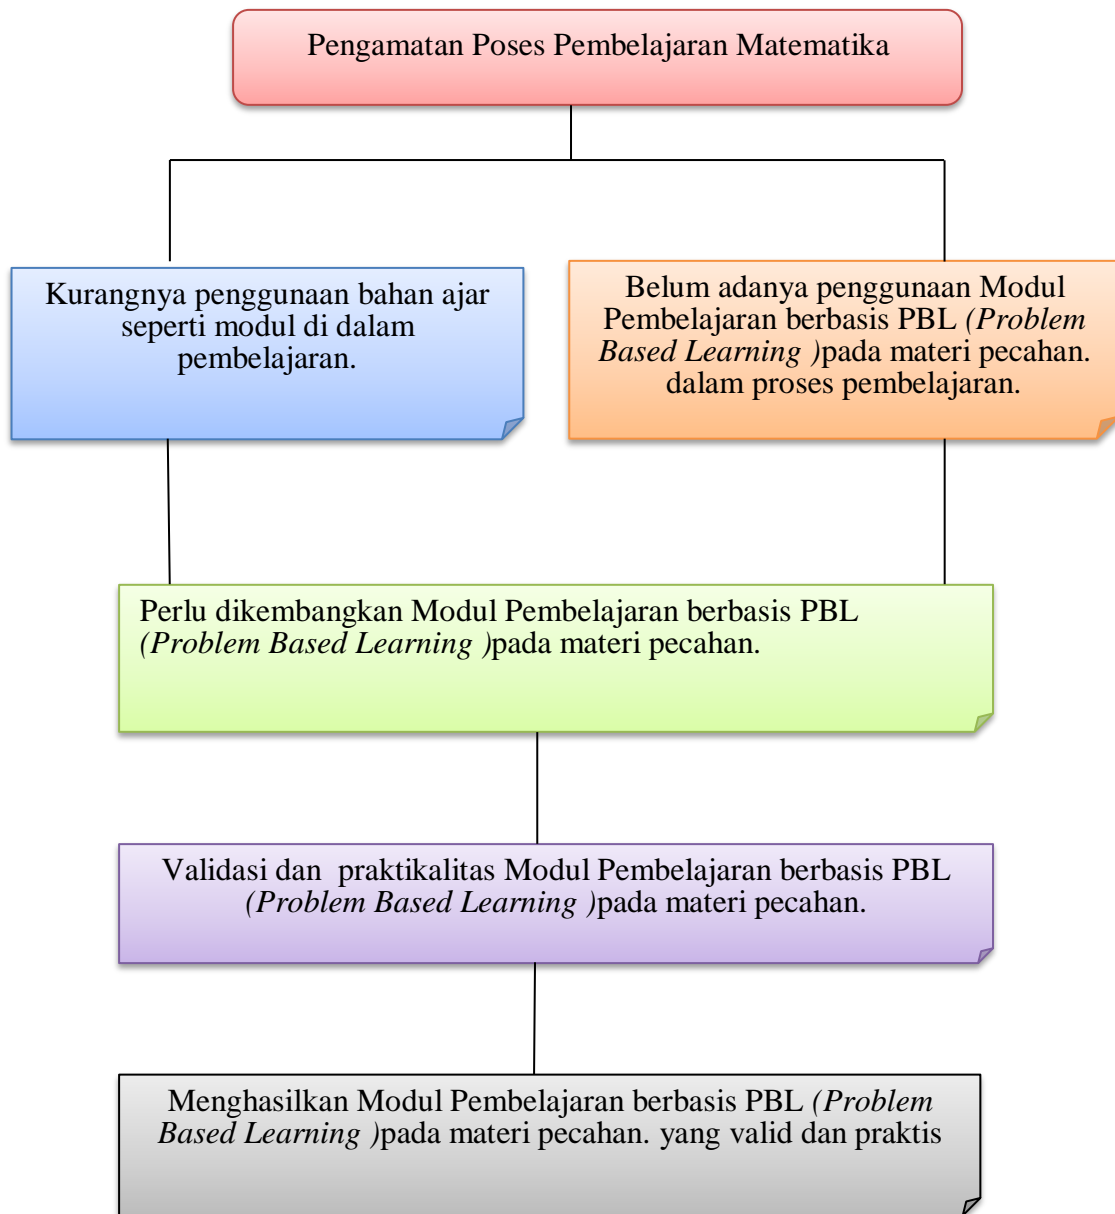 Pengamatan Poses Pembelajaran Matematika
Kurangnya penggunaan bahan ajar
seperti modul di dalam
pembelajaran.
Belum adanya penggunaan Modul
Pembelajaran berbasis PBL (Problem
Based Learning )pada materi pecahan.
dalam proses pembelajaran.
Perlu dikembangkan Modul Pembelajaran berbasis PBL
(Problem Based Learning )pada materi pecahan.
Validasi dan  praktikalitas Modul Pembelajaran berbasis PBL
(Problem Based Learning )pada materi pecahan.
Menghasilkan Modul Pembelajaran berbasis PBL (Problem
Based Learning )pada materi pecahan. yang valid dan praktis